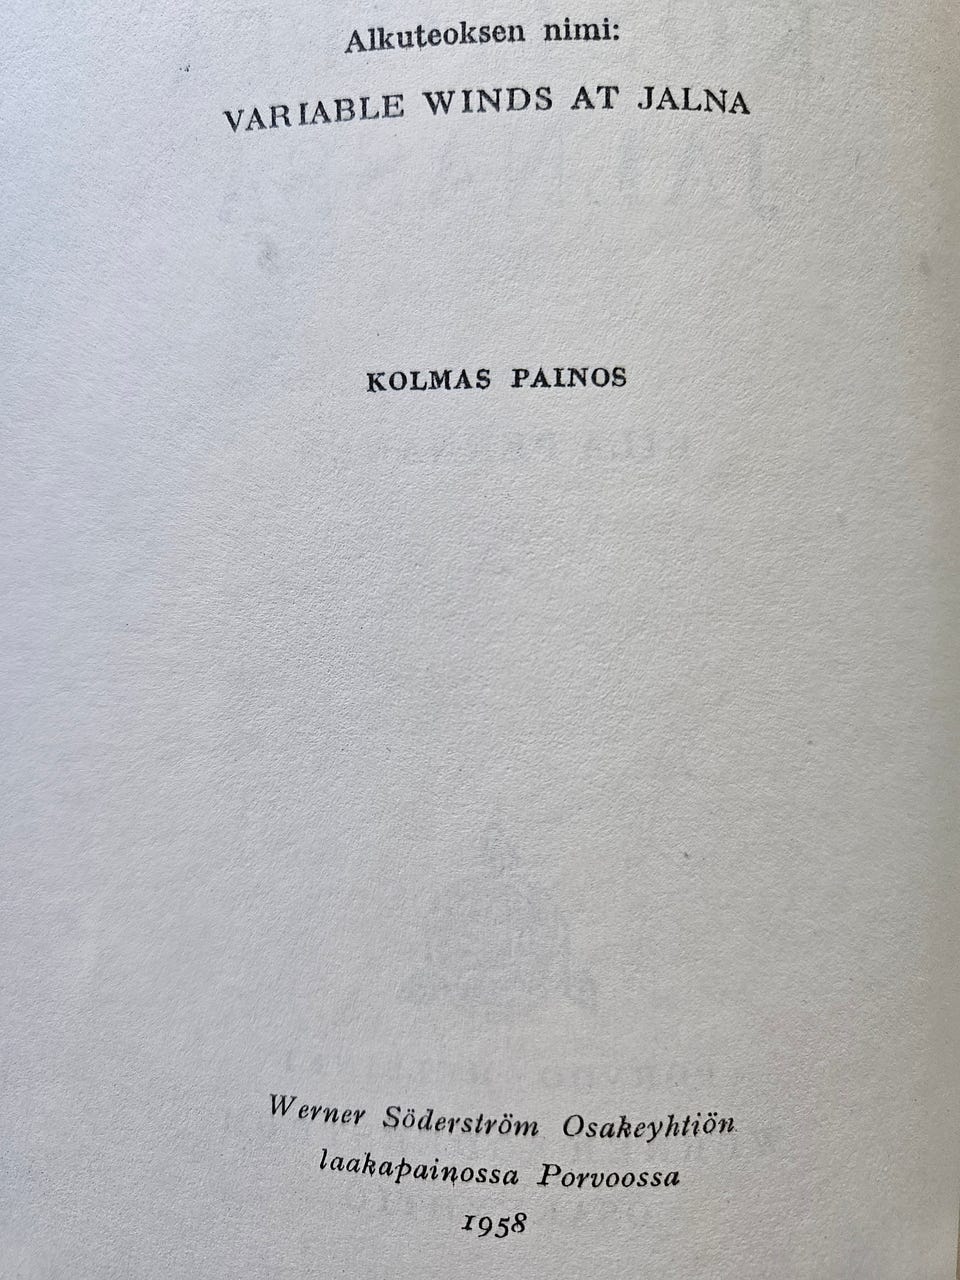 Alkuteoksen nimi:
VARIABLE WINDS AT JALNA
KOLMAS PAINOS
Werner Söderström Osakeyhtiön
laakapainossa Porvoossa
1958